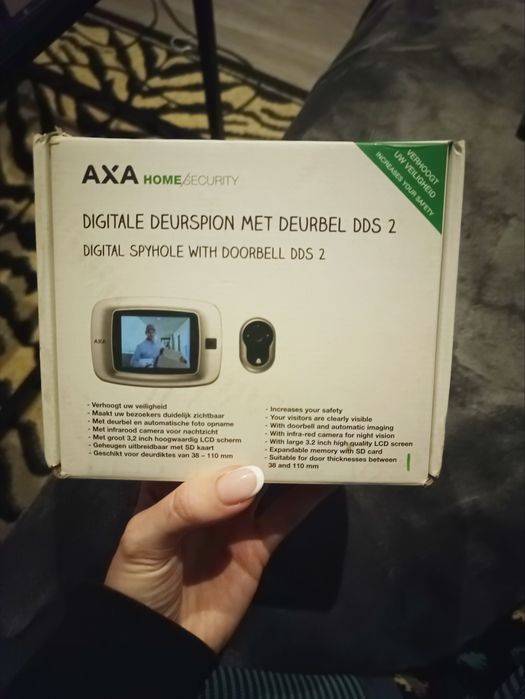 AXA HOME/SECURITY
VERHOOGT
UW VEILIGHEID
INCREASES YOUR SAFETY
DIGITALE DEURSPION MET DEURBEL DDS 2
DIGITAL SPYHOLE WITH DOORBELL DDS 2
AXA
- Verhoogt uw veiligheid
- Maakt uw bezoekers duidelijk zichtbaar
- Met deurbel en automatische foto opname
- Met infrarood camera voor nachtzicht
- Met groot 3,2 inch hoogwaardig LCD scherm
- Geheugen uitbreidbaar met SD kaart
- Geschikt voor deurdiktes van 38 – 110 mm
- Increases your safety
- Your visitors are clearly visible
- With doorbell and automatic imaging
- With infra-red camera for night vision
- With large 3.2 inch high quality LCD screen
- Expandable memory with SD card
- Suitable for door thicknesses between
38 and 110 mm